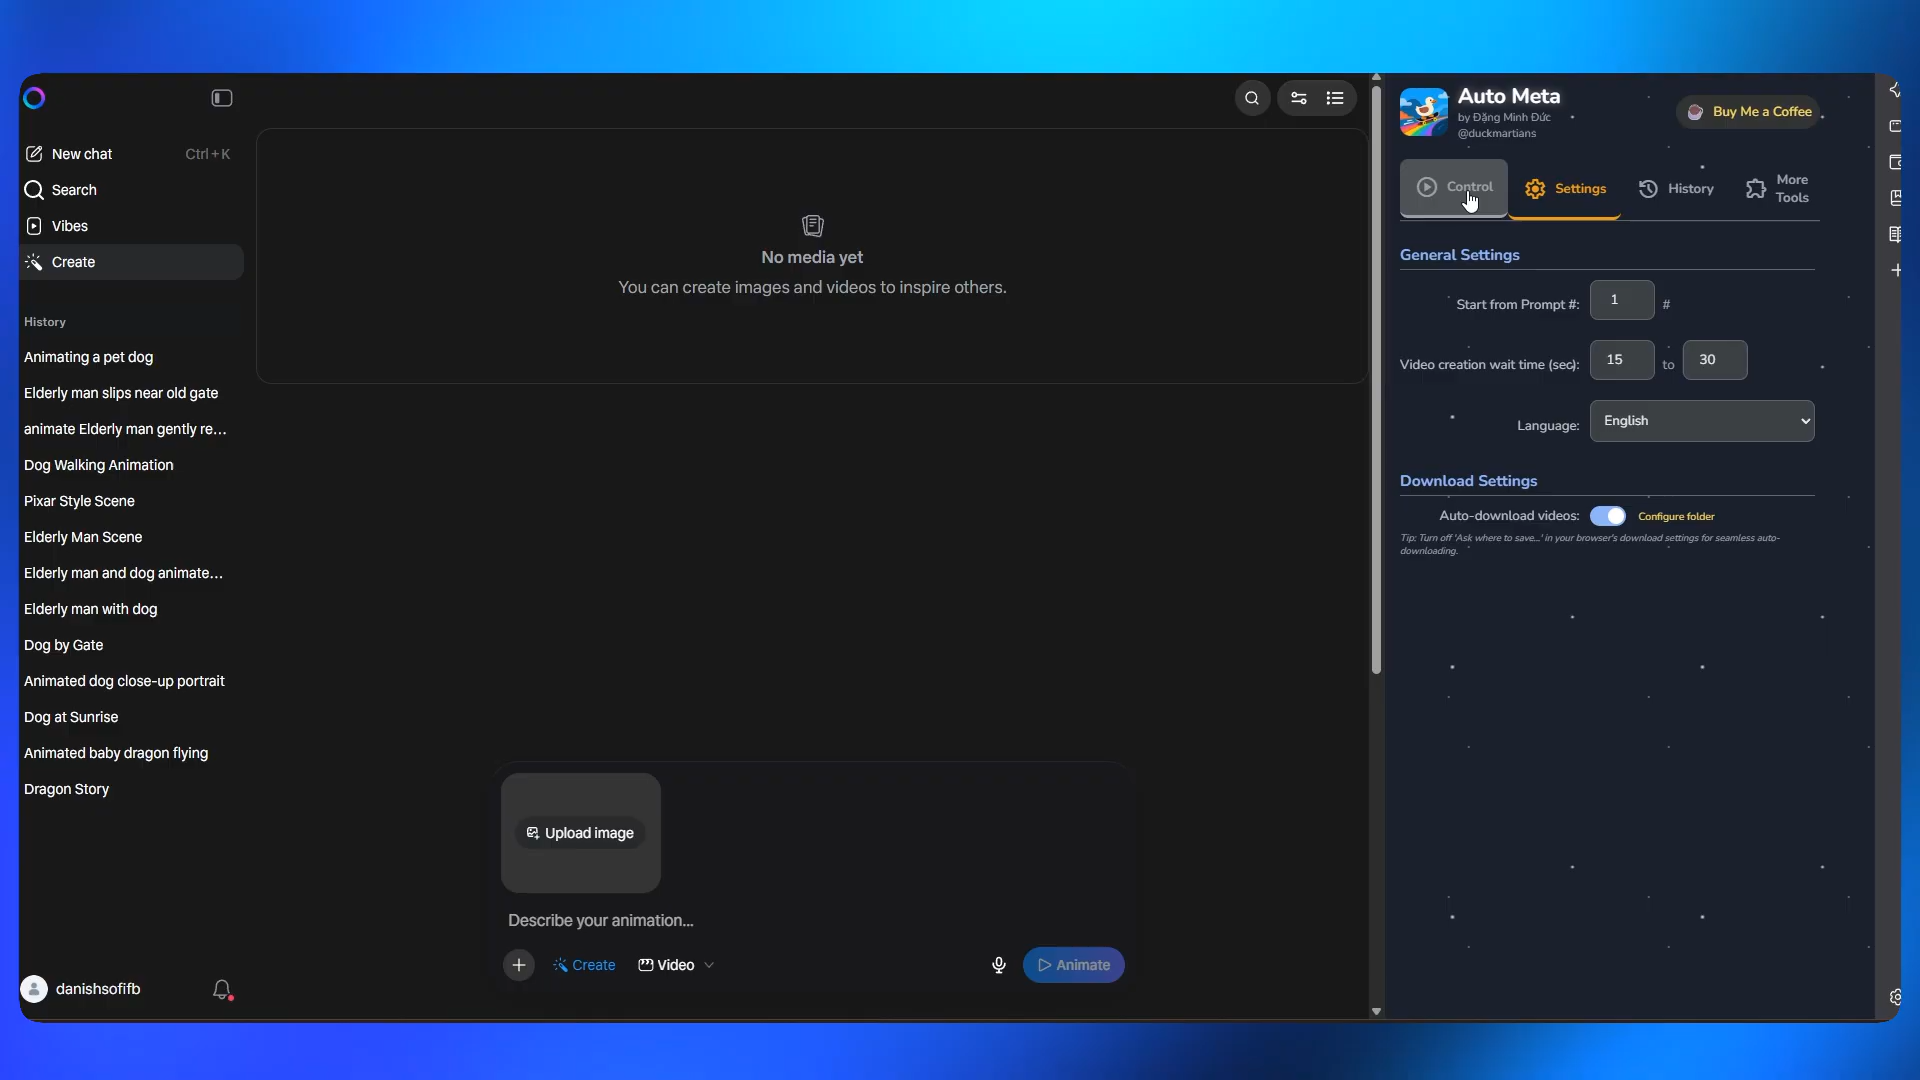 New chat
Ctrl+K
Search
Vibes
Create
History
Animating a pet dog
Elderly man slips near old gate
animate Elderly man gently re...
Dog Walking Animation
Pixar Style Scene
Elderly Man Scene
Elderly man and dog animate...
Elderly man with dog
Dog by Gate
Animated dog close-up portrait
Dog at Sunrise
Animated baby dragon flying
Dragon Story
danishsofifb
No media yet
You can create images and videos to inspire others.
Upload image
Describe your animation...
Create
Video
Animate
Auto Meta
by Đặng Minh Đức
@duckmartians
Buy Me a Coffee
Control
Settings
History
More
Tools
General Settings
Start from Prompt #: 1 #
Video creation wait time (sec): 15 to 30
Language: English
Download Settings
Auto-download videos: Configure folder
Tip: Turn off 'Ask where to save...' in your browser's download settings for seamless auto-
downloading.